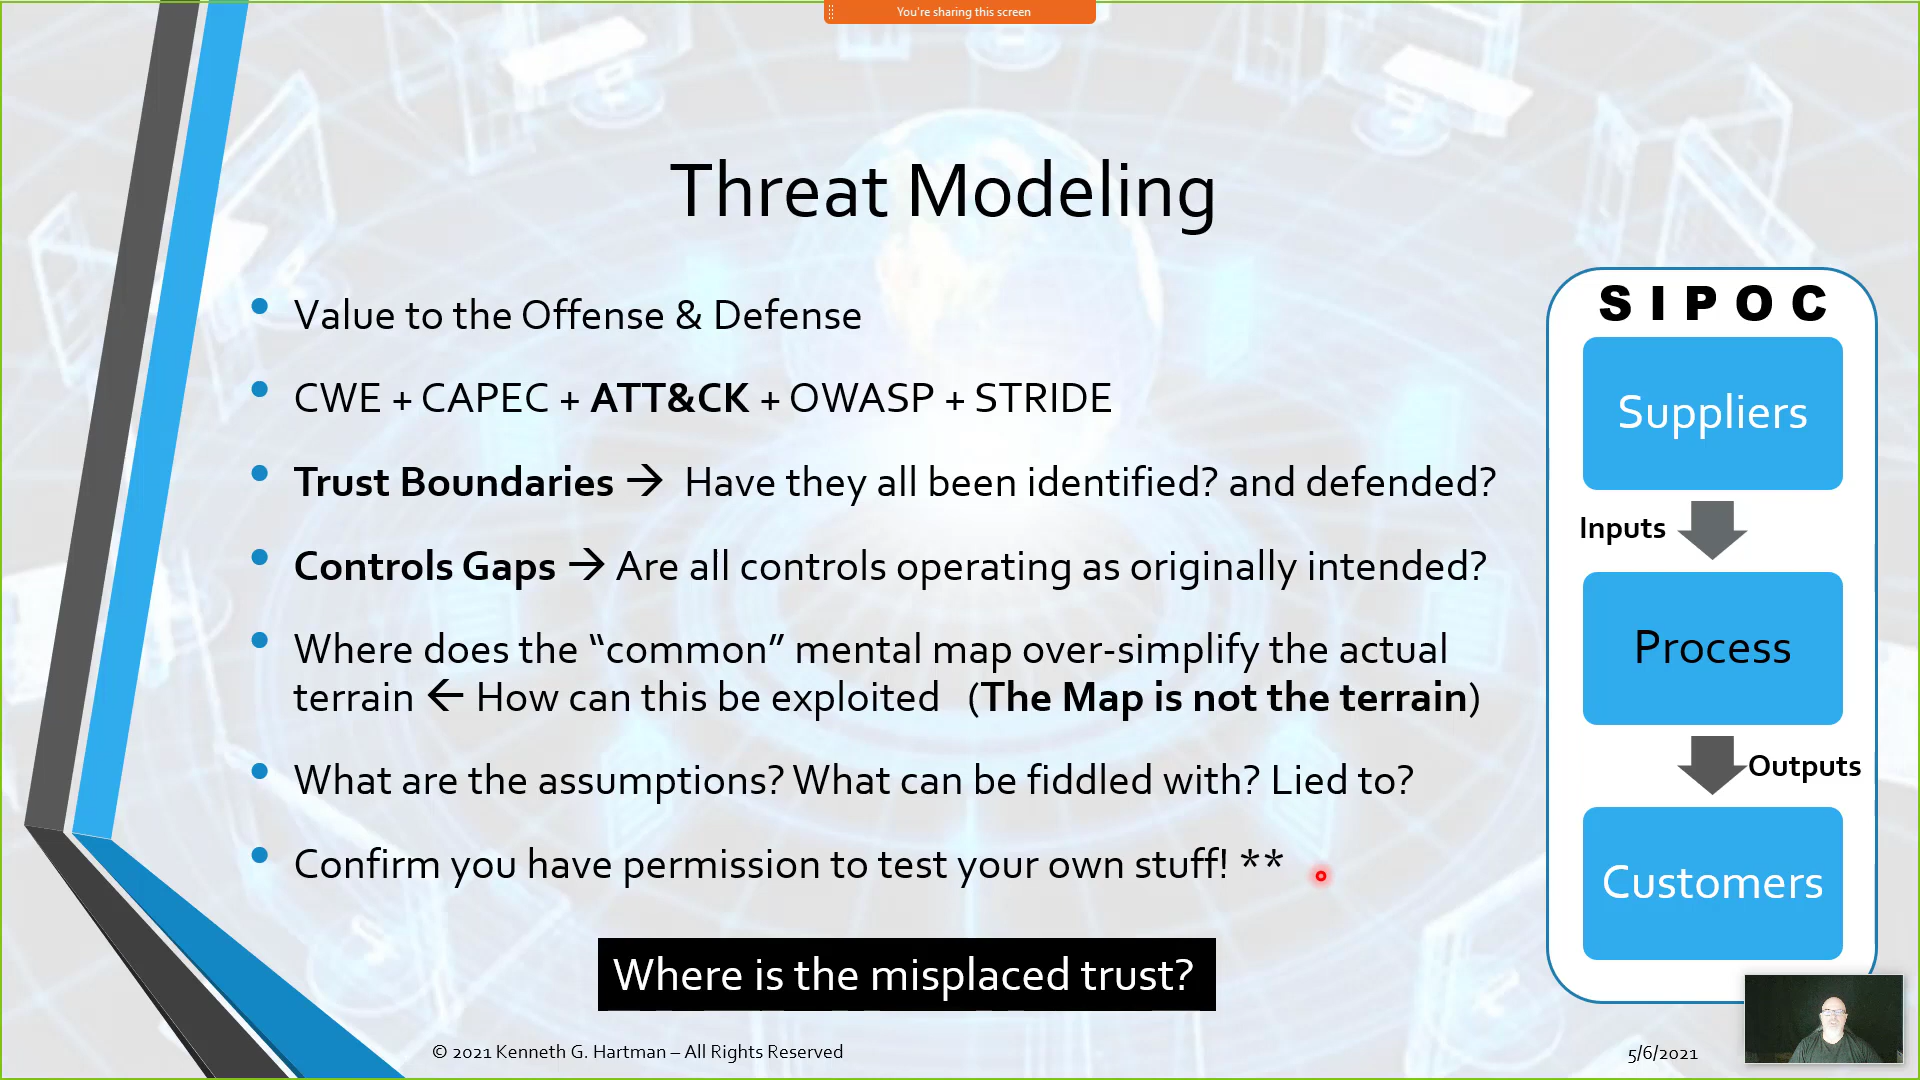 You're sharing this screen
Threat Modeling
• Value to the Offense & Defense
• CWE + CAPEC + ATT&CK + OWASP + STRIDE
• Trust Boundaries → Have they all been identified? and defended?
• Controls Gaps → Are all controls operating as originally intended?
• Where does the “common” mental map over-simplify the actual
terrain ← How can this be exploited (The Map is not the terrain)
• What are the assumptions? What can be fiddled with? Lied to?
• Confirm you have permission to test your own stuff! **
Where is the misplaced trust?
SIPOC
Suppliers
Inputs
Process
Outputs
Customers
© 2021 Kenneth G. Hartman – All Rights Reserved
5/6/2021